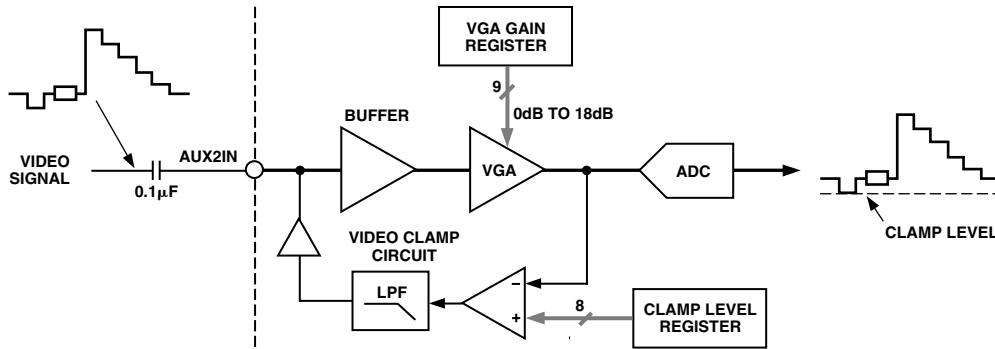 VGA GAIN
REGISTER
9
0dB TO 18dB
BUFFER
VIDEO
SIGNAL
AUX2IN
0.1μF
VGA
ADC
CLAMP LEVEL
VIDEO CLAMP
CIRCUIT
LPF
–
+
8
CLAMP LEVEL
REGISTER